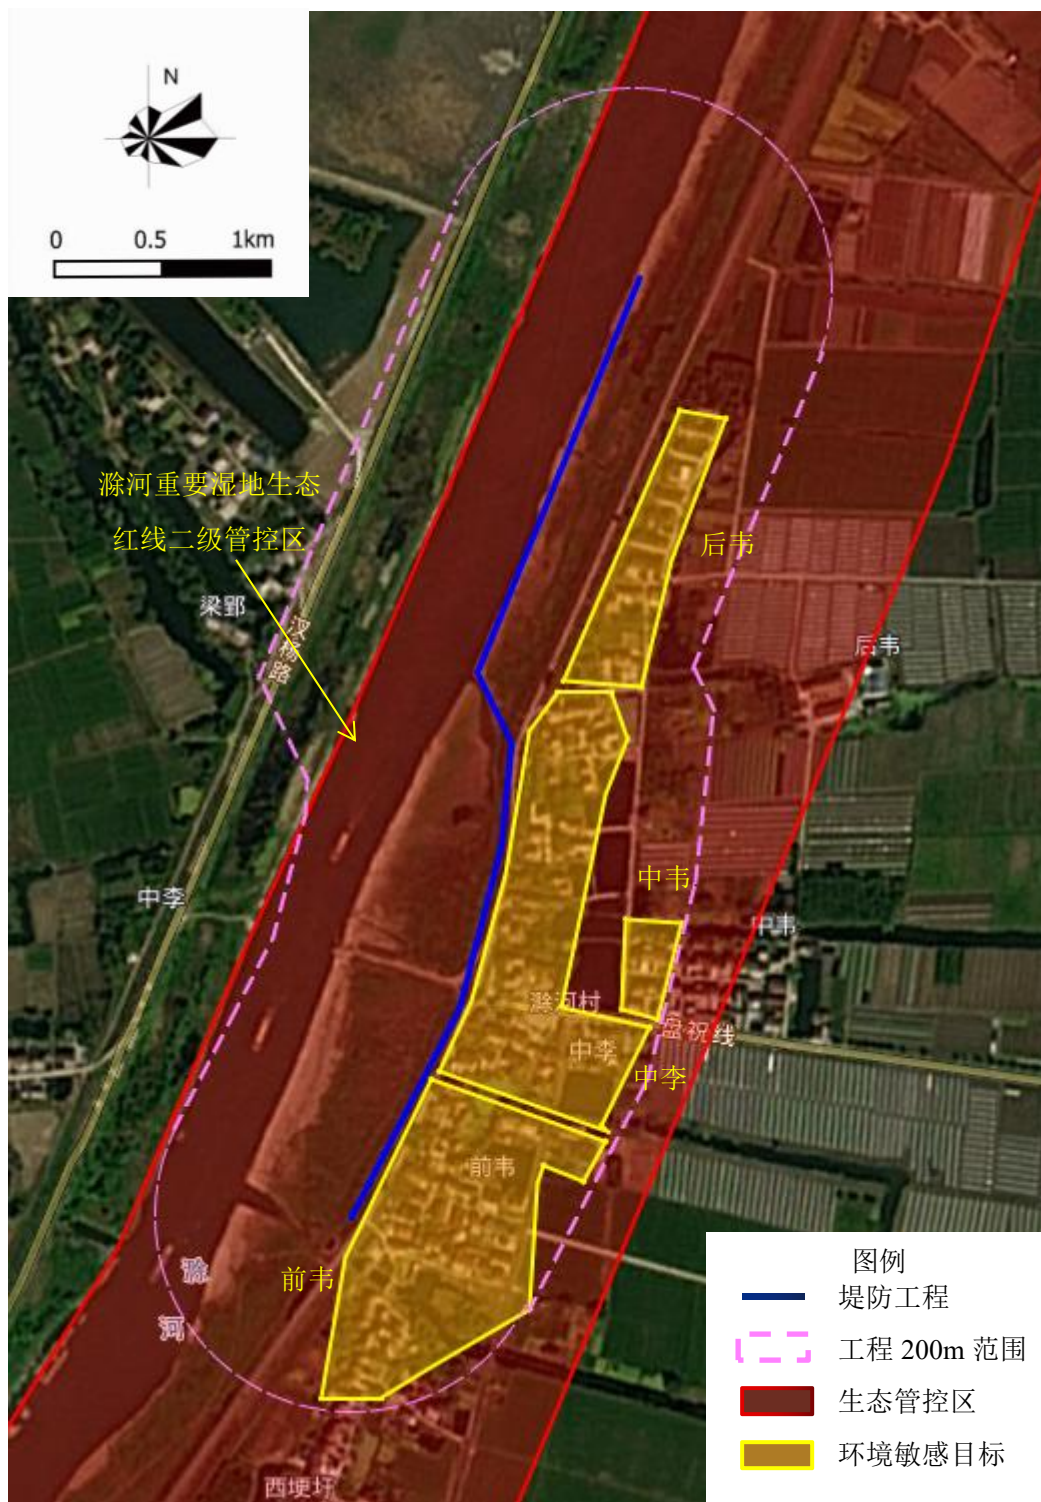 N
0 0.5 1km
滁河重要湿地生态
红线二级管控区
梁郢
汊杨路
后韦
后韦
中李
中韦
中韦
滁河村
盘祝线
中李
中李
前韦
前韦
滁河
西埂圩
图例
堤防工程
工程 200m 范围
生态管控区
环境敏感目标